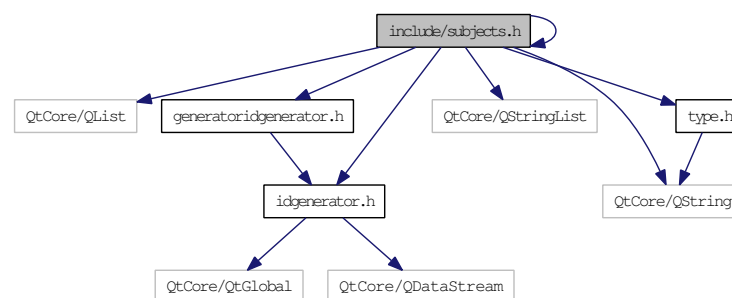 include/subjects.h
QtCore/QList
generatoridgenerator.h
QtCore/QStringList
type.h
idgenerator.h
QtCore/QString
QtCore/QtGlobal
QtCore/QDataStream